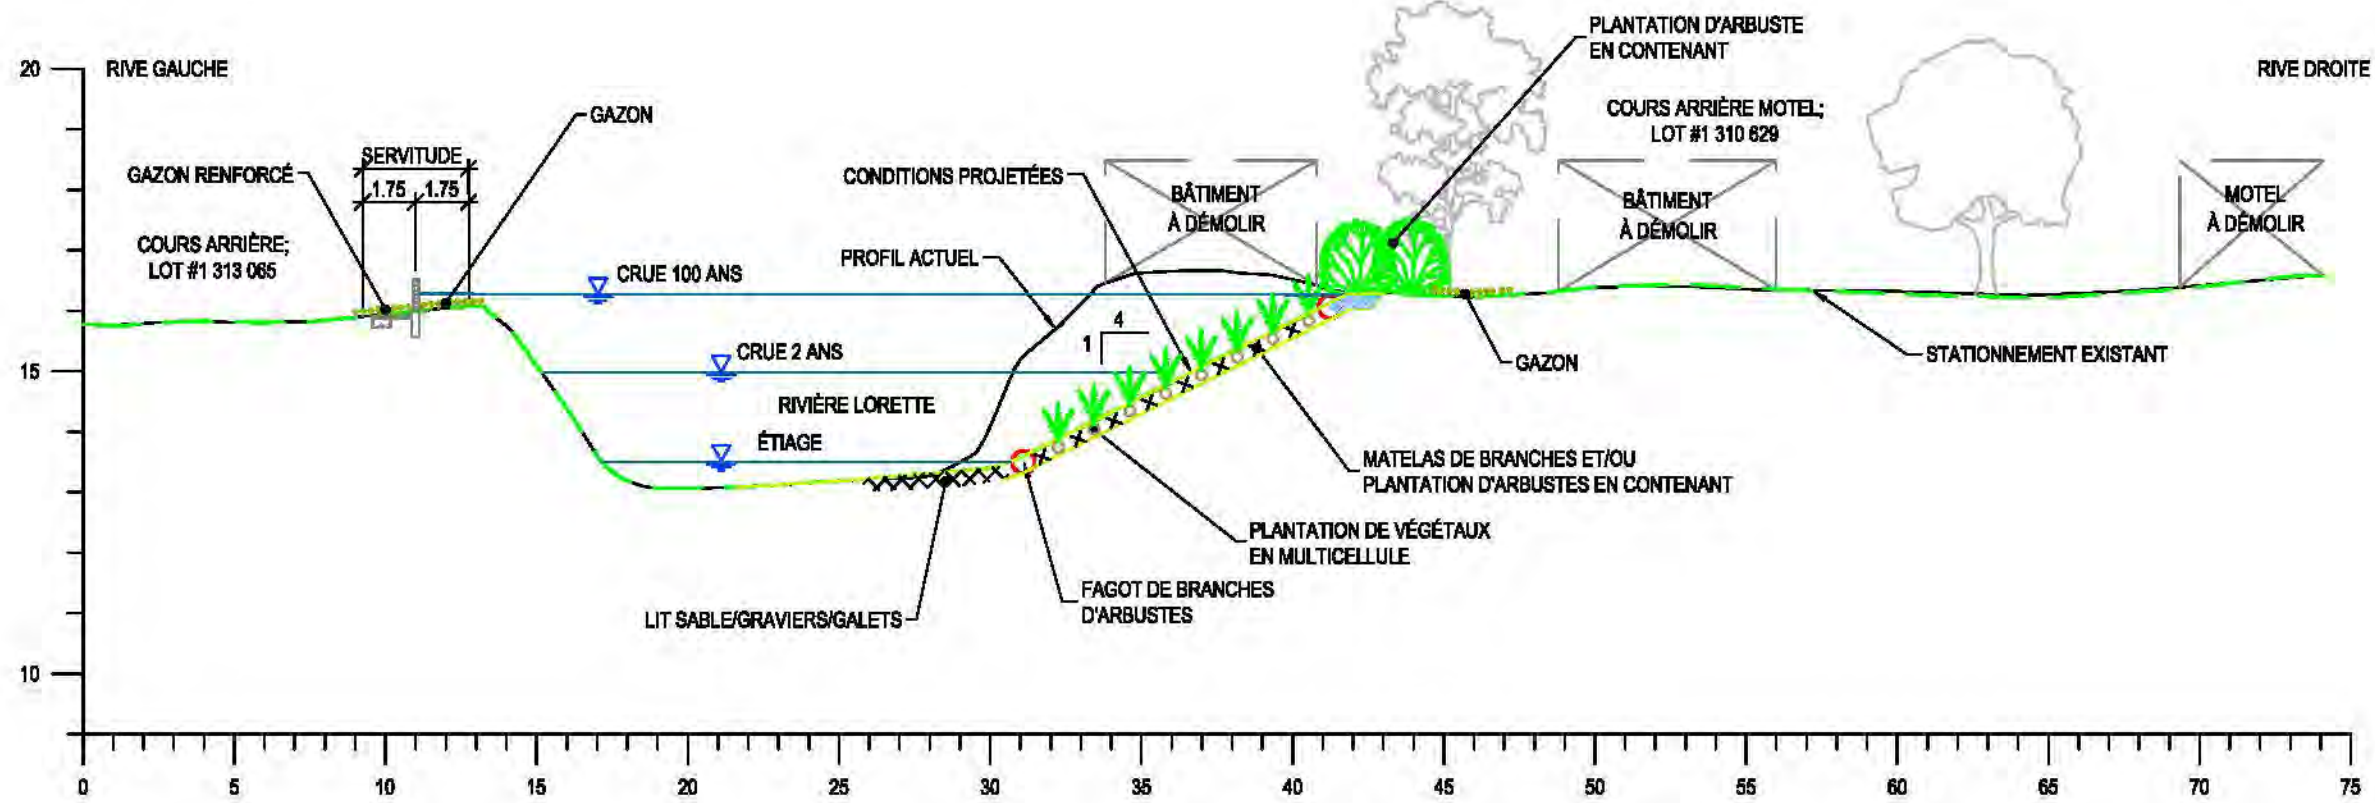 PLANTATION D'ARBUSTE
EN CONTENANT
20
RIVE GAUCHE
RIVE DROITE
GAZON
COURS ARRIÈRE MOTEL;
LOT #1 310 629
SERVITUDE
GAZON RENFORCÉ
1.75
1.75
CONDITIONS PROJETÉES
BÂTIMENT
À DÉMOLIR
BÂTIMENT
À DÉMOLIR
MOTEL
À DÉMOLIR
COURS ARRIÈRE;
LOT #1 313 065
PROFIL ACTUEL
CRUE 100 ANS
4
1
CRUE 2 ANS
STATIONNEMENT EXISTANT
GAZON
15
RIVIÈRE LORETTE
ÉTIAGE
MATELAS DE BRANCHES ET/OU
PLANTATION D'ARBUSTES EN CONTENANT
PLANTATION DE VÉGÉTAUX
EN MULTICELLULE
FAGOT DE BRANCHES
D'ARBUSTES
LIT SABLE/GRAVIERS/GALETS
10
0 5 10 15 20 25 30 35 40 45 50 55 60 65 70 75